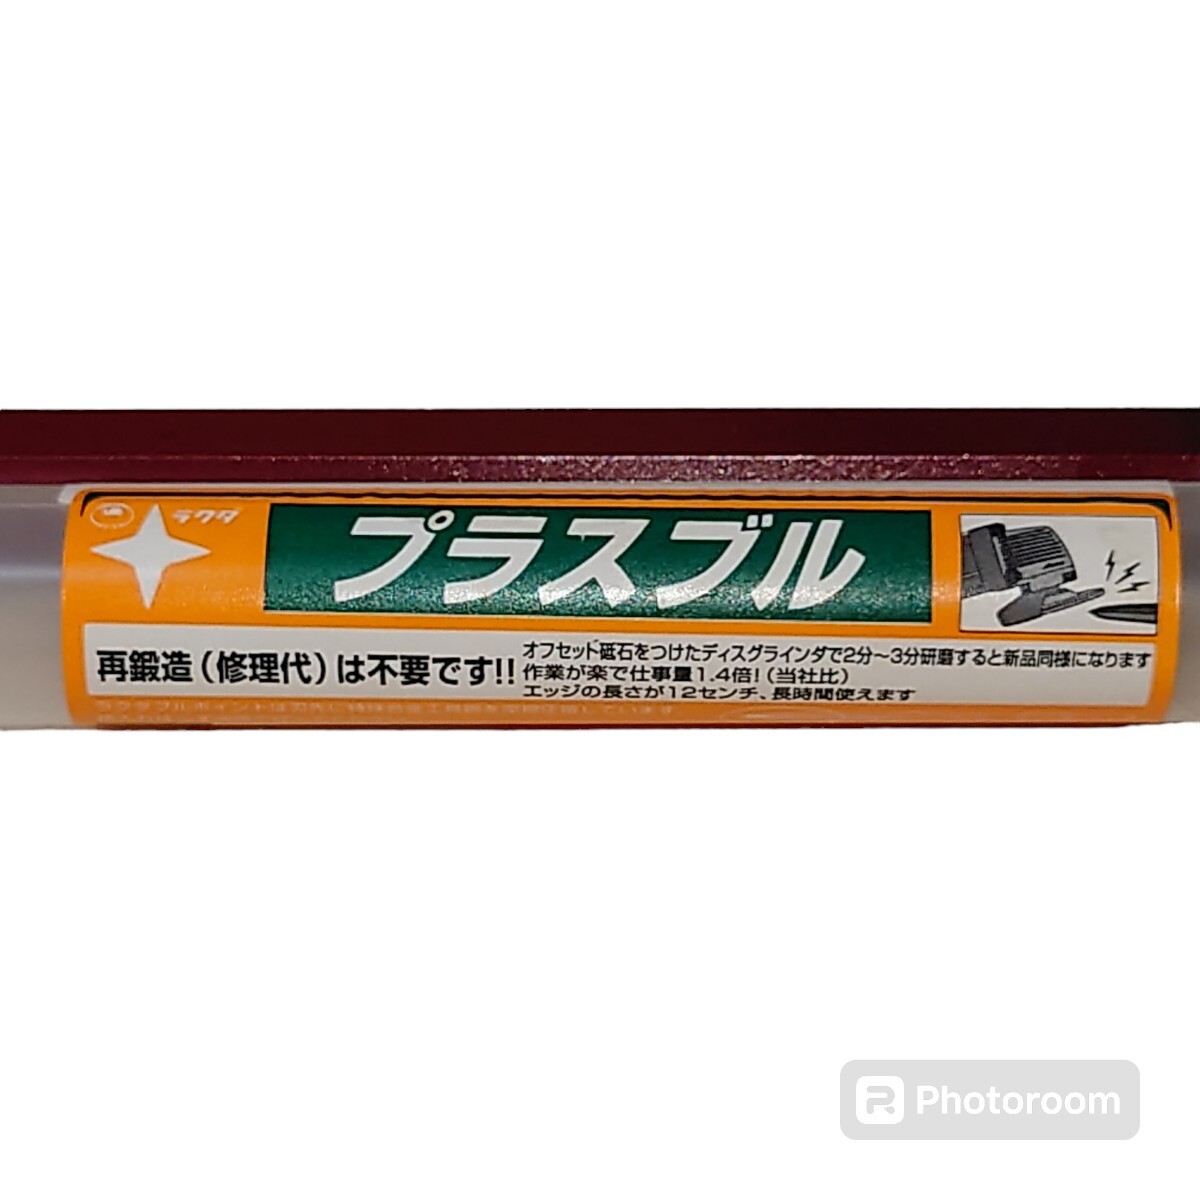 ラクダ
プラスブル
再鍛造(修理代)は不要です!!
オフセット砥石をつけたディスグラインダで2分〜3分研磨すると新品同様になります
作業が楽で仕事量1.4倍!(当社比)
エッジの長さが12センチ、長時間使えます
Photoroom